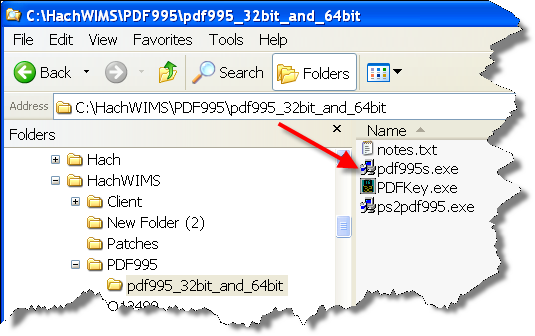 C:\HachWIMS\PDF995\pdf995_32bit_and_64bit
File Edit View Favorites Tools Help
Back Search Folders
Address C:\HachWIMS\PDF995\pdf995_32bit_and_64bit
Folders
Hach
HachWIMS
Client
New Folder (2)
Patches
PDF995
pdf995_32bit_and_64bit
Name
notes.txt
pdf995s.exe
PDFKey.exe
ps2pdf995.exe